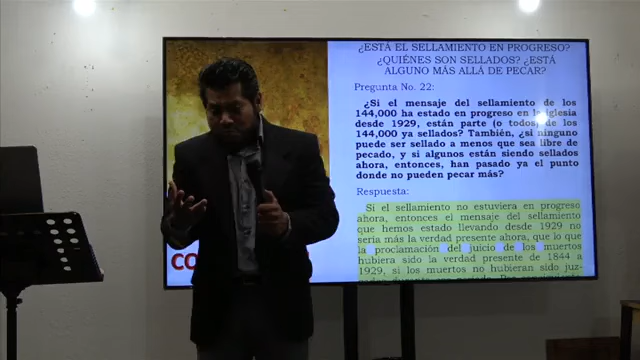 ¿ESTÁ EL SELLAMIENTO EN PROGRESO?
¿QUIÉNES SON SELLADOS? ¿ESTÁ
ALGUNO MÁS ALLÁ DE PECAR?
Pregunta No. 22:
¿Si el mensaje del sellamiento de los
144,000 ha estado en progreso en la iglesia
desde 1929, están parte (o todos) de los
144,000 ya sellados? También, ¿si ninguno
puede ser sellado a menos que sea libre de
pecado, y si algunos están siendo sellados
ahora, entonces, han pasado ya el punto
donde no pueden pecar más?
Respuesta:
Si el sellamiento no estuviera en progreso
ahora, entonces el mensaje del sellamiento
que hemos estado llevando desde 1929 no
sería más la verdad presente ahora, que lo que
la proclamación del juicio de los muertos
hubiera sido la verdad presente de 1844 a
1929, si los muertos no hubieran sido juz-
CO